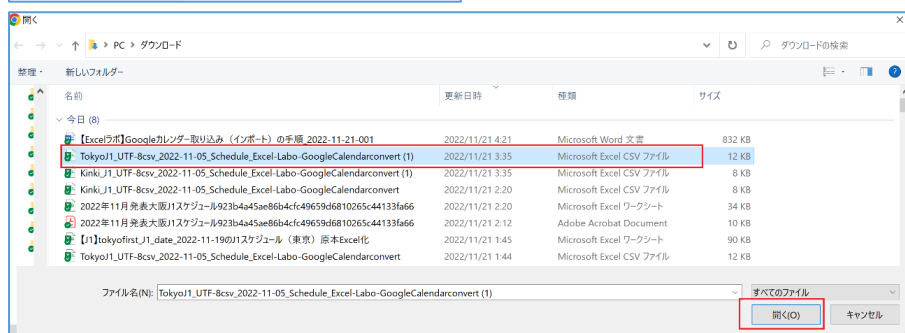 開く
PC > ダウンロード
ダウンロードの検索
整理 新しいフォルダー
名前 更新日時 種類 サイズ
今日 (8)
【Excelラボ】Googleカレンダー取り込み（インポート）の手順_2022-11-21-001 2022/11/21 4:21 Microsoft Word 文書 832 KB
TokyoJ1_UTF-8csv_2022-11-05_Schedule_Excel-Labo-GoogleCalendarconvert (1) 2022/11/21 3:35 Microsoft Excel CSV ファイル 12 KB
Kinki_J1_UTF-8csv_2022-11-05_Schedule_Excel-Labo-GoogleCalendarconvert (1) 2022/11/21 3:35 Microsoft Excel CSV ファイル 8 KB
Kinki_J1_UTF-8csv_2022-11-05_Schedule_Excel-Labo-GoogleCalendarconvert 2022/11/21 2:20 Microsoft Excel CSV ファイル 8 KB
2022年11月発表大阪J1スケジュール923b4a45ae86b4cfc49659d6810265c44133fa66 2022/11/21 2:20 Microsoft Excel ワークシート 34 KB
2022年11月発表大阪J1スケジュール923b4a45ae86b4cfc49659d6810265c44133fa66 2022/11/21 2:12 Adobe Acrobat Document 10 KB
【J1】tokyofirst_J1_date_2022-11-19のJ1スケジュール（東京）原本Excel化 2022/11/21 1:45 Microsoft Excel ワークシート 90 KB
TokyoJ1_UTF-8csv_2022-11-05_Schedule_Excel-Labo-GoogleCalendarconvert 2022/11/21 1:44 Microsoft Excel CSV ファイル 12 KB
ファイル名(N): TokyoJ1_UTF-8csv_2022-11-05_Schedule_Excel-Labo-GoogleCalendarconvert (1) すべてのファイル
開く(O) キャンセル